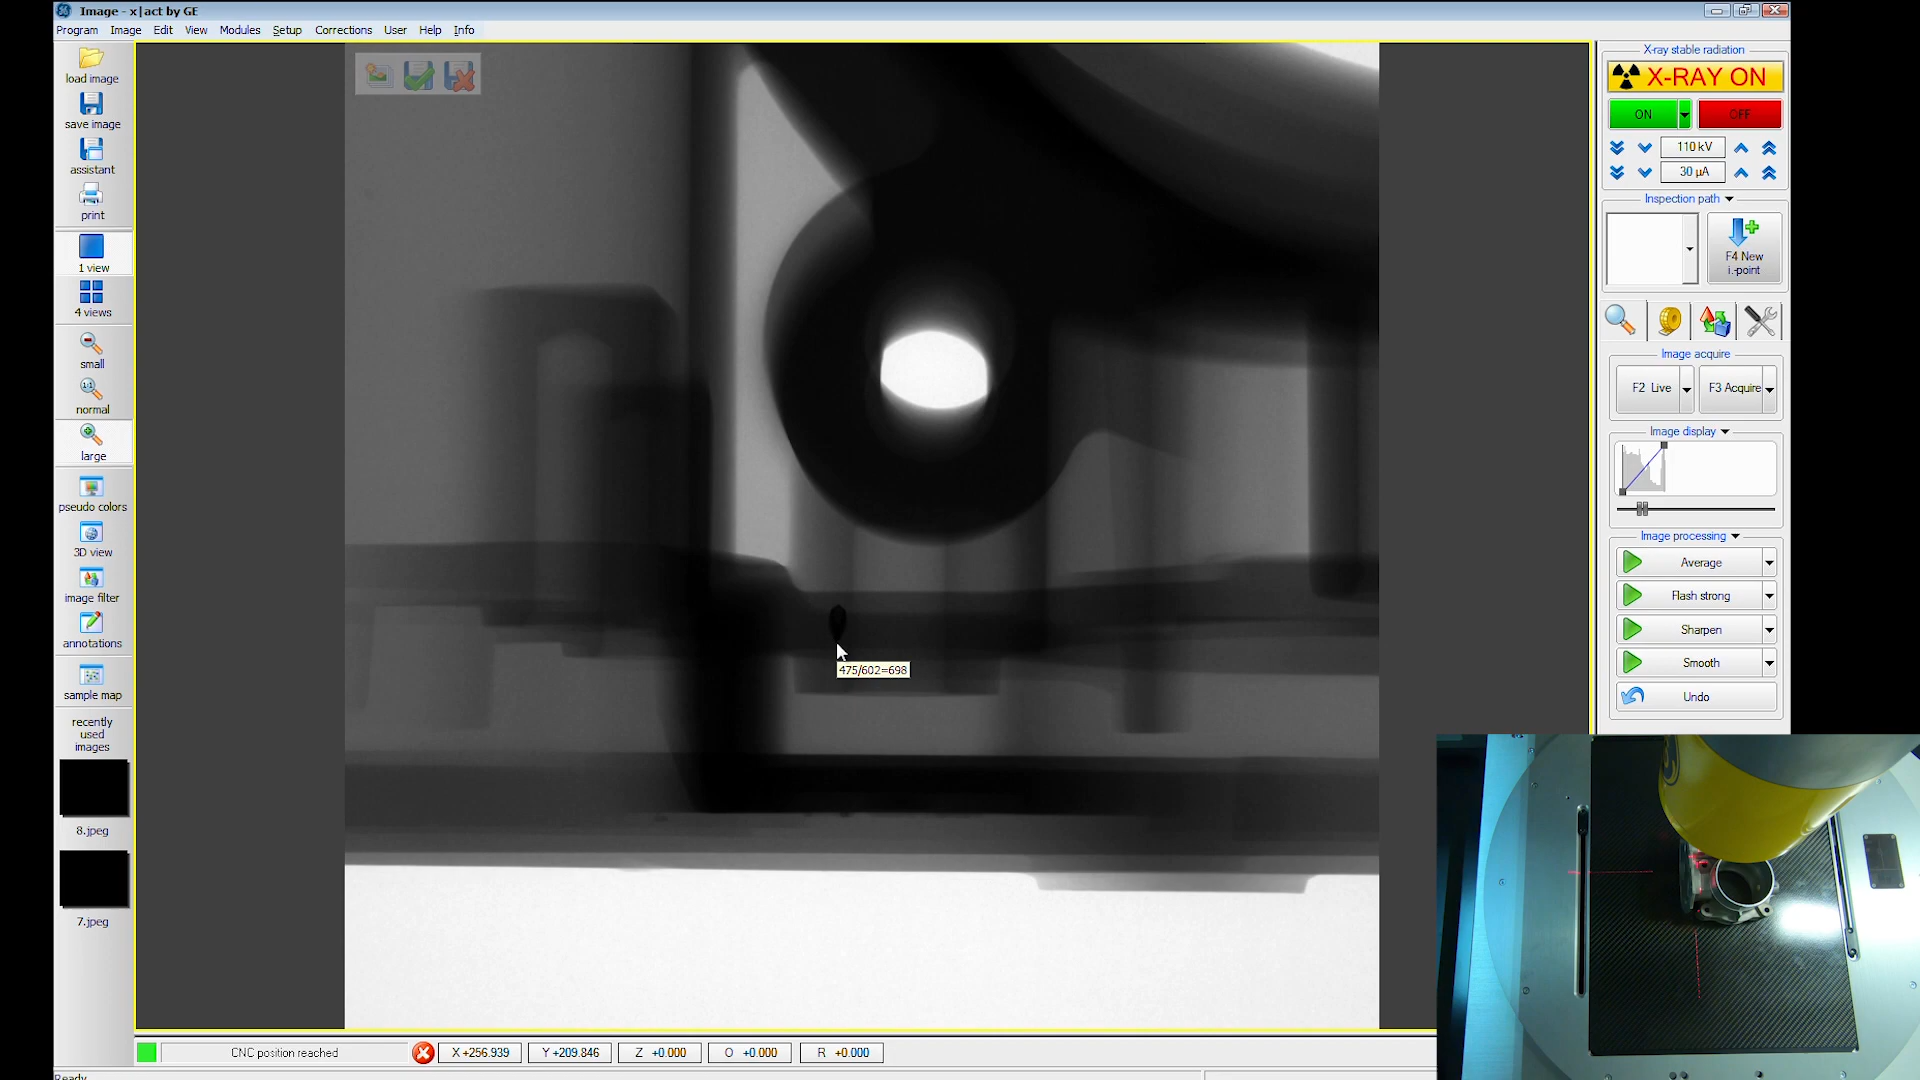 Image - x|act by GE
Program Image Edit View Modules Setup Corrections User Help Info
load image
save image
assistant
print
1 view
4 views
small
1:1
normal
large
pseudo colors
3D view
image filter
annotations
sample map
recently
used
images
8.jpeg
7.jpeg
475/602=698
X-ray stable radiation
X-RAY ON
ON OFF
110 kV
30 µA
Inspection path
F4 New
i.-point
Image acquire
F2 Live F3 Acquire
Image display
Image processing
Average
Flash strong
Sharpen
Smooth
Undo
CNC position reached X +256.939 Y +209.846 Z +0.000 O +0.000 R +0.000
Ready